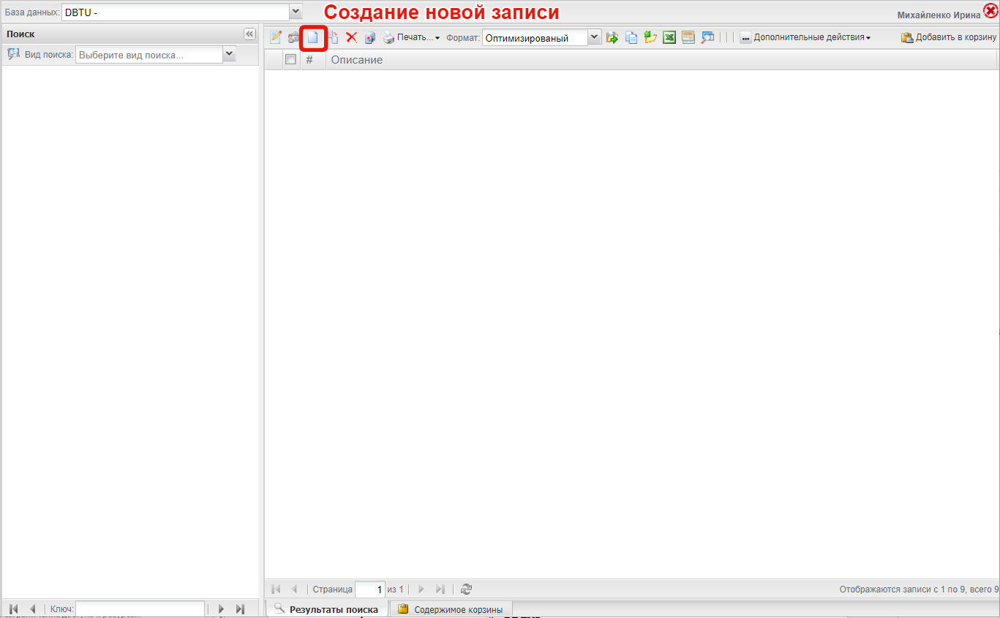 База данных: DBTU -
Создание новой записи
Михайленко Ирина
Поиск
Печать... Формат: Оптимизированый ... Дополнительные действия Добавить в корзину
Вид поиска: Выберите вид поиска...
# Описание
Страница 1 из 1
Отображаются записи с 1 по 9, всего 9
Ключ:
Результаты поиска Содержимое корзины